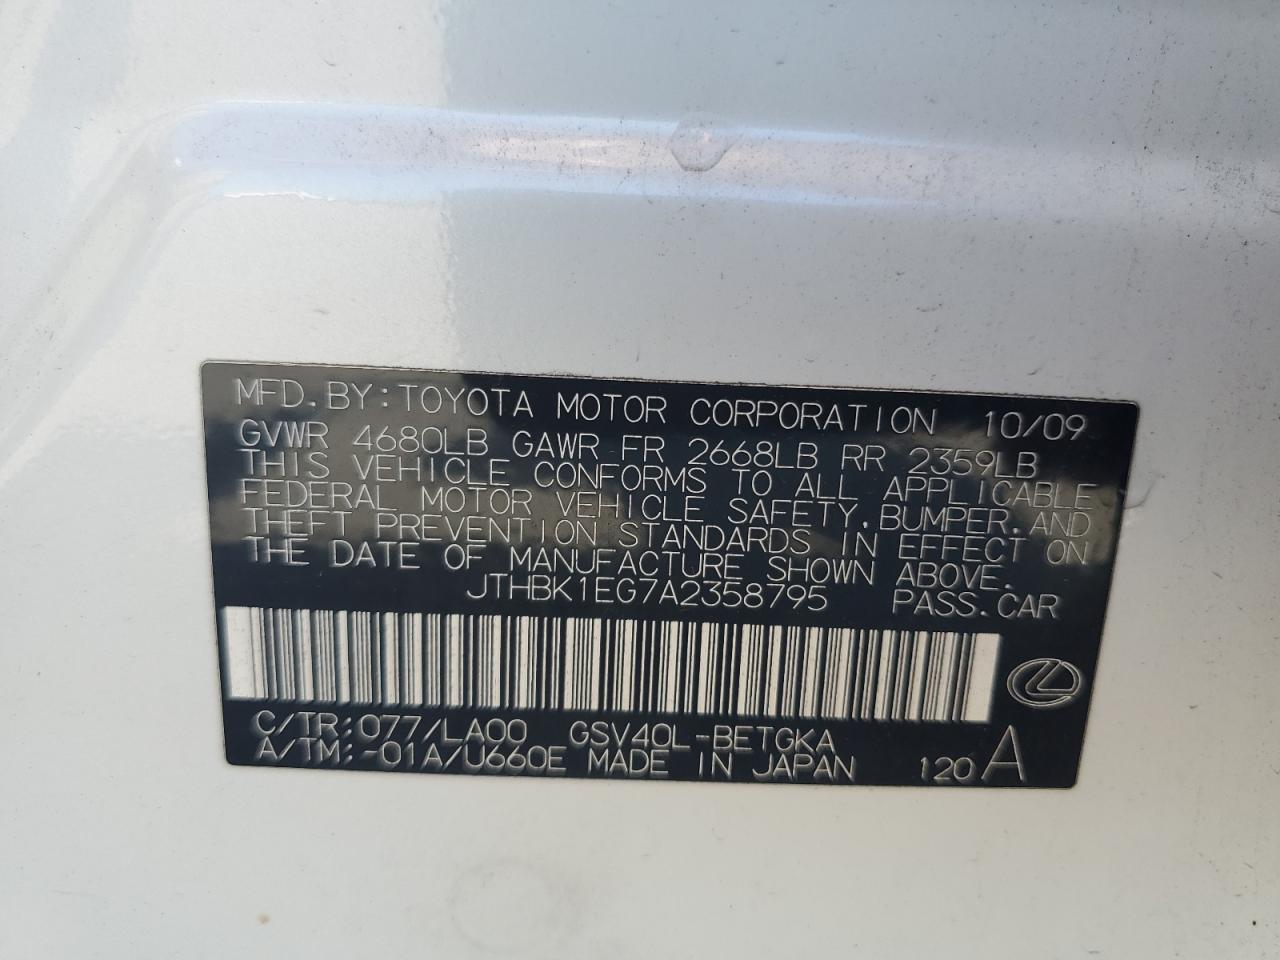 MFD. BY: TOYOTA MOTOR CORPORATION 10/09
GVWR 4680LB GAWR FR 2668LB RR 2359LB
THIS VEHICLE CONFORMS TO ALL APPLICABLE
FEDERAL MOTOR VEHICLE SAFETY, BUMPER, AND
THEFT PREVENTION STANDARDS IN EFFECT ON
THE DATE OF MANUFACTURE SHOWN ABOVE.
JTHBK1EG7A2358795 PASS. CAR
C/TR: 077/LA00 GSV40L-BETGKA
A/TM: -01A/U660E MADE IN JAPAN 120 A